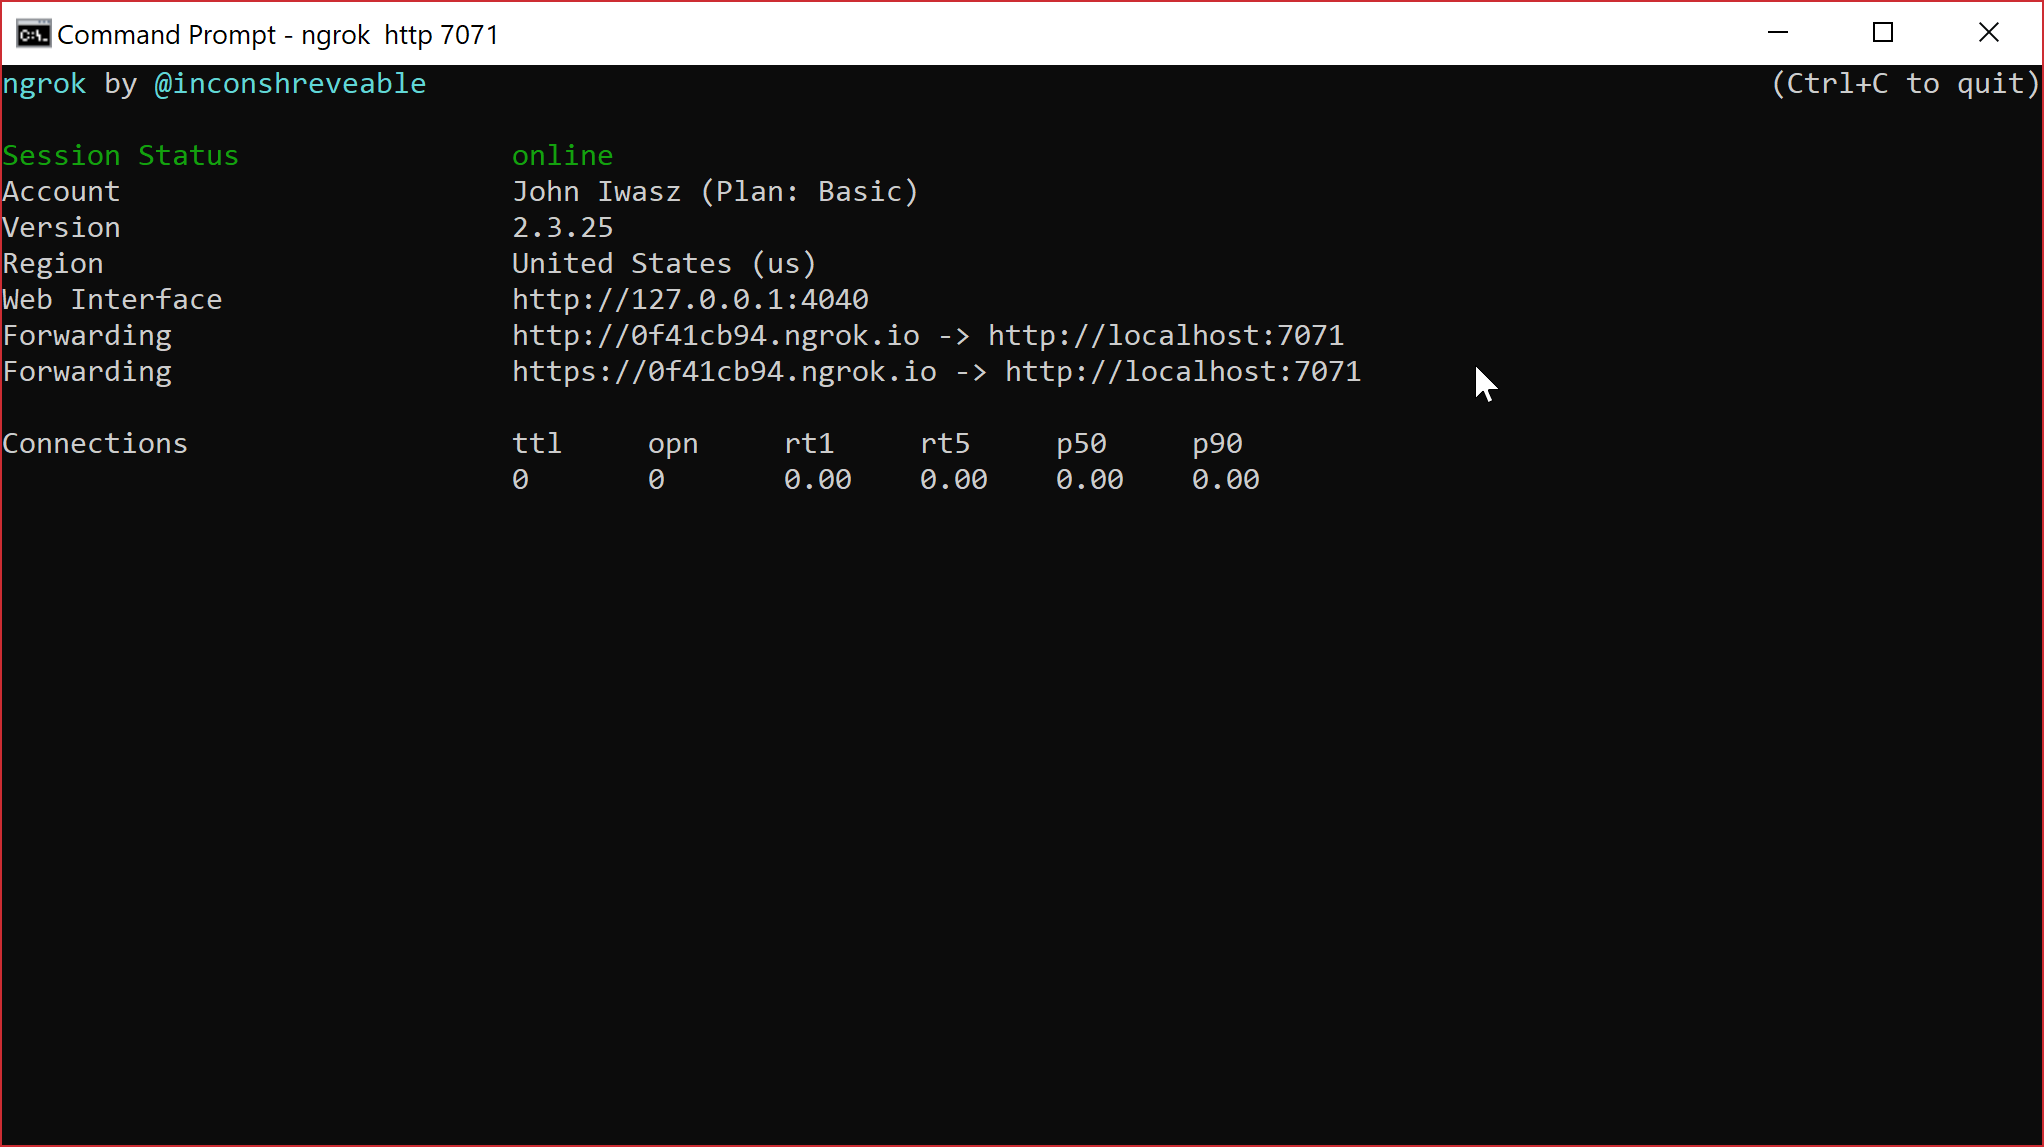 Command Prompt - ngrok  http 7071
ngrok by @inconshreveable (Ctrl+C to quit)
Session Status online
Account John Iwasz (Plan: Basic)
Version 2.3.25
Region United States (us)
Web Interface http://127.0.0.1:4040
Forwarding http://0f41cb94.ngrok.io -> http://localhost:7071
Forwarding https://0f41cb94.ngrok.io -> http://localhost:7071
Connections ttl opn rt1 rt5 p50 p90
0 0 0.00 0.00 0.00 0.00